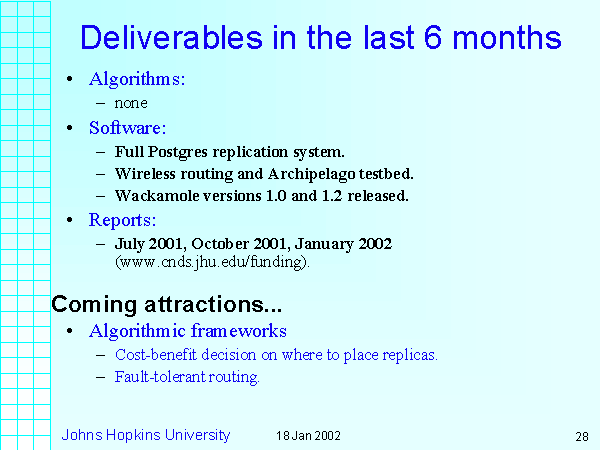 Deliverables in the last 6 months
• Algorithms:
– none
• Software:
– Full Postgres replication system.
– Wireless routing and Archipelago testbed.
– Wackamole versions 1.0 and 1.2 released.
• Reports:
– July 2001, October 2001, January 2002
(www.cnds.jhu.edu/funding).
Coming attractions...
• Algorithmic frameworks
– Cost-benefit decision on where to place replicas.
– Fault-tolerant routing.
Johns Hopkins University 18 Jan 2002 28